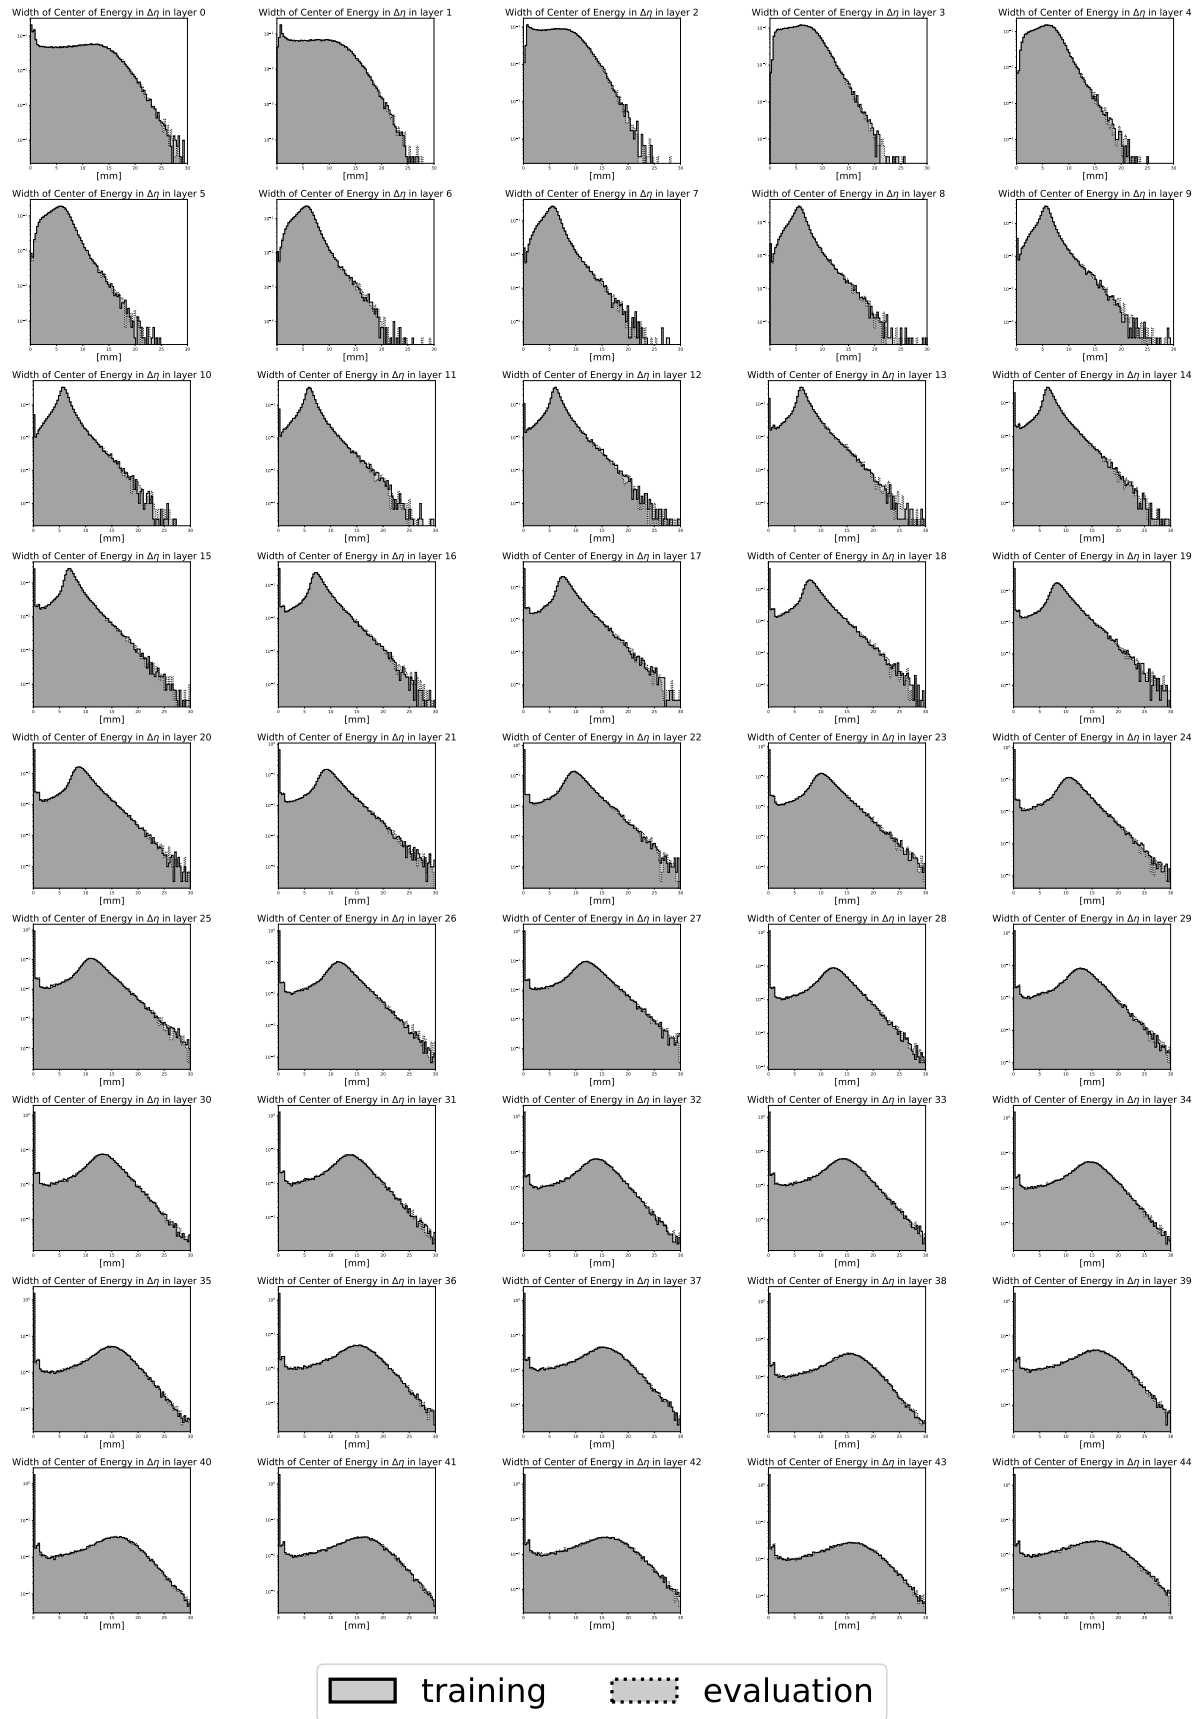 Width of Center of Energy in Δη in layer 0
Width of Center of Energy in Δη in layer 1
Width of Center of Energy in Δη in layer 2
Width of Center of Energy in Δη in layer 3
Width of Center of Energy in Δη in layer 4
[mm] [mm] [mm] [mm] [mm]
Width of Center of Energy in Δη in layer 5
Width of Center of Energy in Δη in layer 6
Width of Center of Energy in Δη in layer 7
Width of Center of Energy in Δη in layer 8
Width of Center of Energy in Δη in layer 9
[mm] [mm] [mm] [mm] [mm]
Width of Center of Energy in Δη in layer 10
Width of Center of Energy in Δη in layer 11
Width of Center of Energy in Δη in layer 12
Width of Center of Energy in Δη in layer 13
Width of Center of Energy in Δη in layer 14
[mm] [mm] [mm] [mm] [mm]
Width of Center of Energy in Δη in layer 15
Width of Center of Energy in Δη in layer 16
Width of Center of Energy in Δη in layer 17
Width of Center of Energy in Δη in layer 18
Width of Center of Energy in Δη in layer 19
[mm] [mm] [mm] [mm] [mm]
Width of Center of Energy in Δη in layer 20
Width of Center of Energy in Δη in layer 21
Width of Center of Energy in Δη in layer 22
Width of Center of Energy in Δη in layer 23
Width of Center of Energy in Δη in layer 24
[mm] [mm] [mm] [mm] [mm]
Width of Center of Energy in Δη in layer 25
Width of Center of Energy in Δη in layer 26
Width of Center of Energy in Δη in layer 27
Width of Center of Energy in Δη in layer 28
Width of Center of Energy in Δη in layer 29
[mm] [mm] [mm] [mm] [mm]
Width of Center of Energy in Δη in layer 30
Width of Center of Energy in Δη in layer 31
Width of Center of Energy in Δη in layer 32
Width of Center of Energy in Δη in layer 33
Width of Center of Energy in Δη in layer 34
[mm] [mm] [mm] [mm] [mm]
Width of Center of Energy in Δη in layer 35
Width of Center of Energy in Δη in layer 36
Width of Center of Energy in Δη in layer 37
Width of Center of Energy in Δη in layer 38
Width of Center of Energy in Δη in layer 39
[mm] [mm] [mm] [mm] [mm]
Width of Center of Energy in Δη in layer 40
Width of Center of Energy in Δη in layer 41
Width of Center of Energy in Δη in layer 42
Width of Center of Energy in Δη in layer 43
Width of Center of Energy in Δη in layer 44
[mm] [mm] [mm] [mm] [mm]
training evaluation